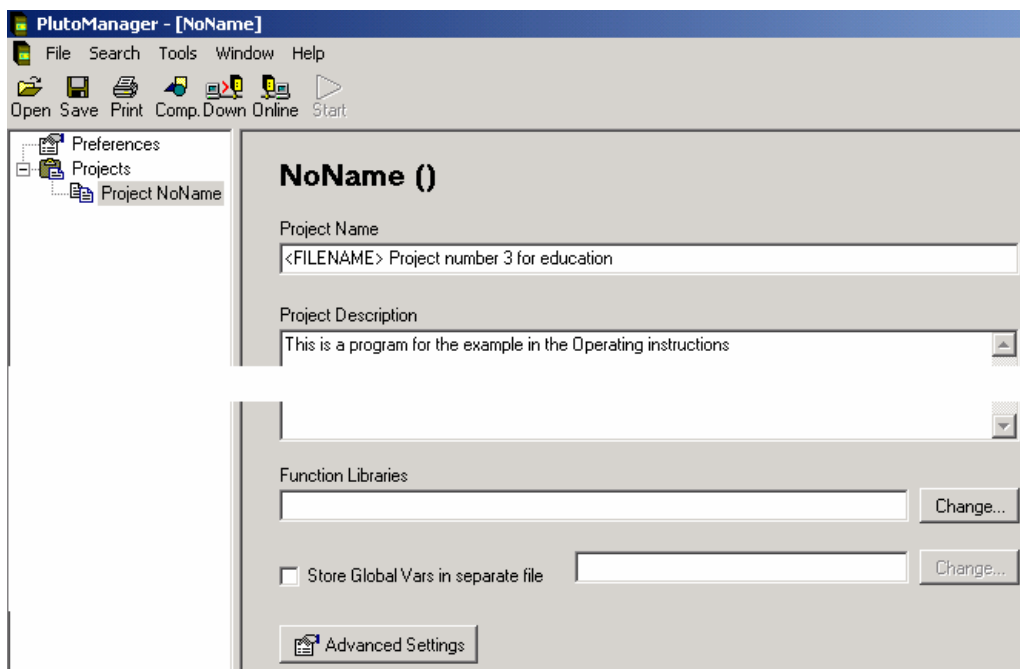 PlutoManager - [NoName]
File Search Tools Window Help
Open Save Print Comp. Down Online Start
Preferences
Projects
Project NoName
NoName ()
Project Name
<FILENAME> Project number 3 for education
Project Description
This is a program for the example in the Operating instructions
Function Libraries
Change...
Store Global Vars in separate file
Change...
Advanced Settings